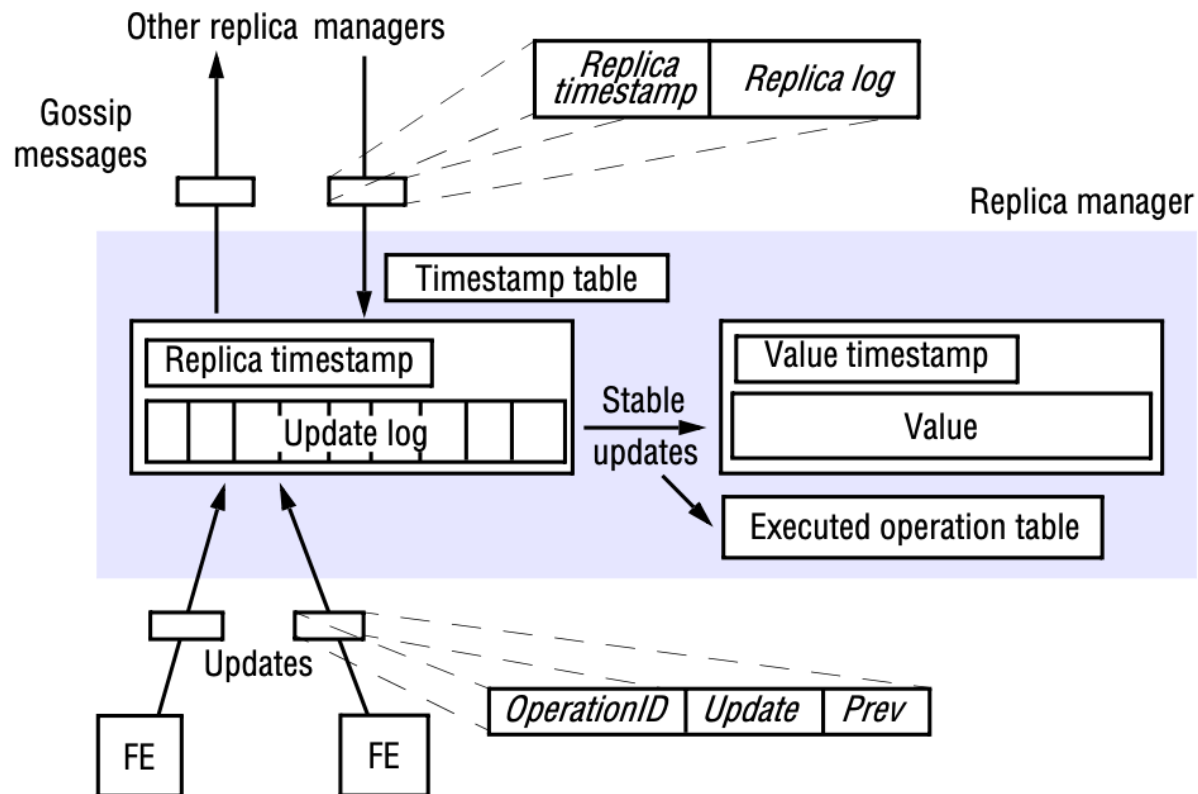 Other replica managers
Replica
timestamp
Replica log
Gossip
messages
Replica manager
Timestamp table
Replica timestamp
Update log
Stable
updates
Value timestamp
Value
Executed operation table
Updates
OperationID
Update
Prev
FE
FE